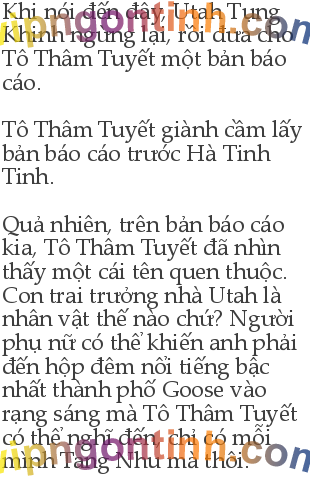 Khi nói đến đây, Utah Tung
Khinh ngừng lại, rồi đưa cho
Tô Thâm Tuyết một bản báo
cáo.
Tô Thâm Tuyết giành cầm lấy
bản báo cáo trước Hà Tinh
Tinh.
Quả nhiên, trên bản báo cáo
kia, Tô Thâm Tuyết đã nhìn
thấy một cái tên quen thuộc.
Con trai trưởng nhà Utah là
nhân vật thế nào chứ? Người
phụ nữ có thể khiến anh phải
đến hộp đêm nổi tiếng bậc
nhất thành phố Goose vào
rạng sáng mà Tô Thâm Tuyết
có thể nghĩ đến, chỉ có mỗi
mình Tang Nhu mà thôi.
vipngontinh.com
vipngontinh.com